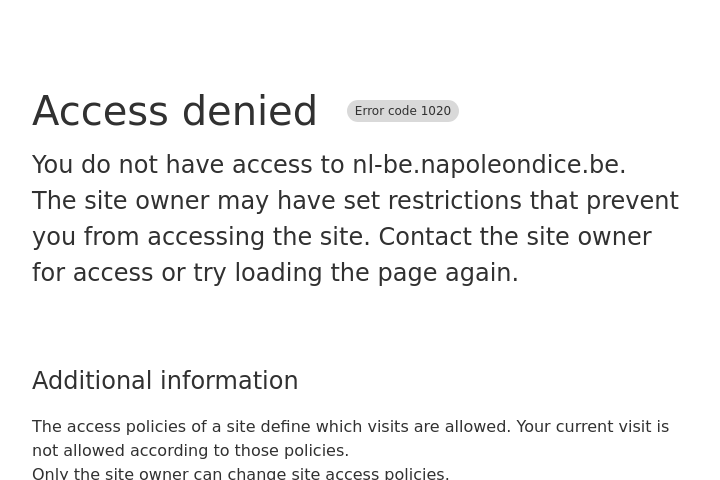 Access denied Error code 1020
You do not have access to nl-be.napoleondice.be.
The site owner may have set restrictions that prevent
you from accessing the site. Contact the site owner
for access or try loading the page again.
Additional information
The access policies of a site define which visits are allowed. Your current visit is
not allowed according to those policies.
Only the site owner can change site access policies.